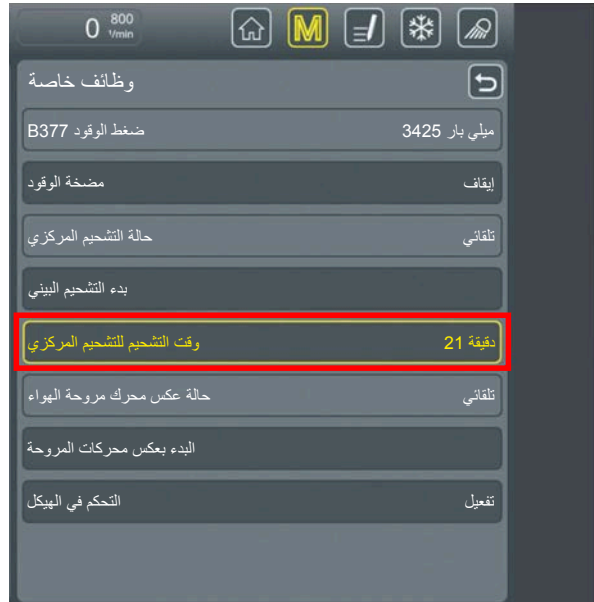 0 800 1/min
M
وظائف خاصة
ضغط الوقود B377 ميلي بار 3425
مضخة الوقود إيقاف
حالة التشحيم المركزي تلقائي
بدء التشحيم البيني
وقت التشحيم للتشحيم المركزي دقيقة 21
حالة عكس محرك مروحة الهواء تلقائي
البدء بعكس محركات المروحة
التحكم في الهيكل تفعيل